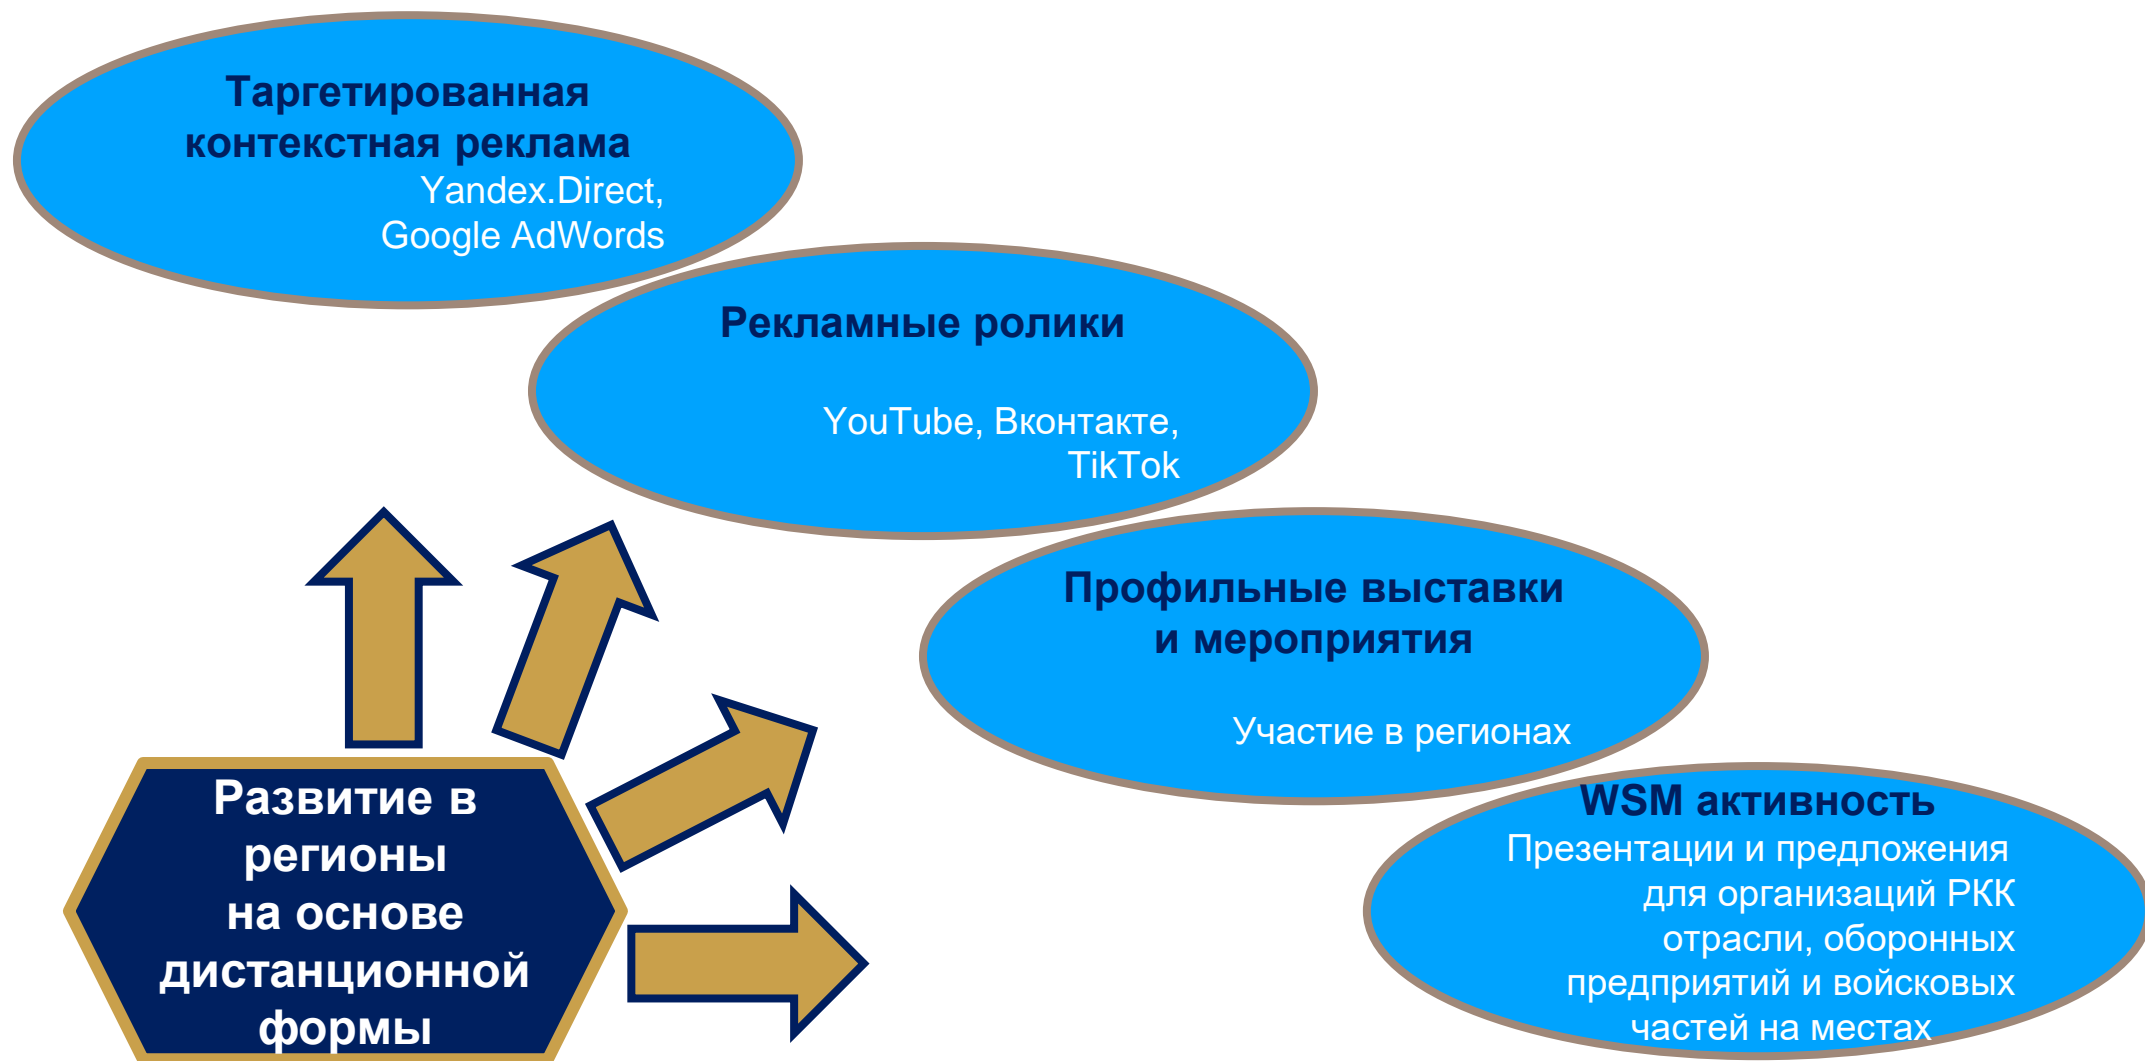 Таргетированная
контекстная реклама
Yandex.Direct,
Google AdWords
Рекламные ролики
YouTube, Вконтакте,
TikTok
Профильные выставки
и мероприятия
Участие в регионах
WSM активность
Презентации и предложения
для организаций РКК
отрасли, оборонных
предприятий и войсковых
частей на местах
Развитие в
регионы
на основе
дистанционной
формы